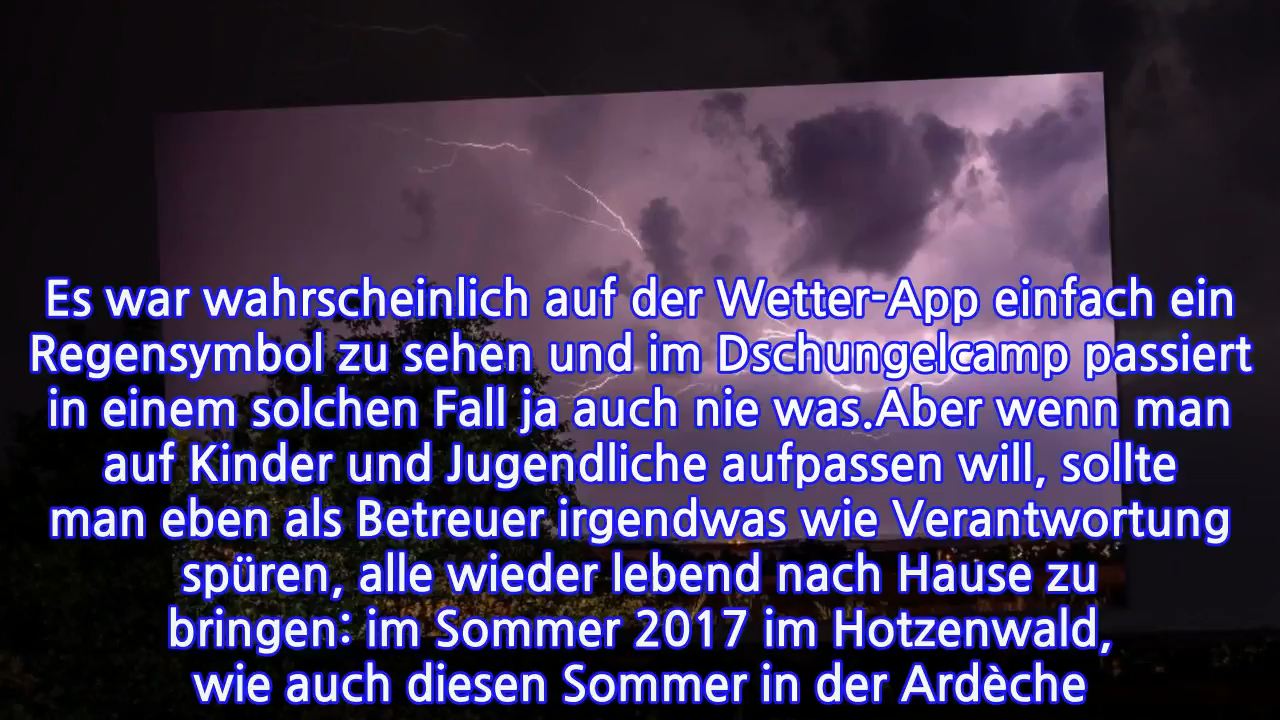 Es war wahrscheinlich auf der Wetter-App einfach ein
Regensymbol zu sehen und im Dschungelcamp passiert
in einem solchen Fall ja auch nie was.Aber wenn man
auf Kinder und Jugendliche aufpassen will, sollte
man eben als Betreuer irgendwas wie Verantwortung
spüren, alle wieder lebend nach Hause zu
bringen: im Sommer 2017 im Hotzenwald,
wie auch diesen Sommer in der Ardèche